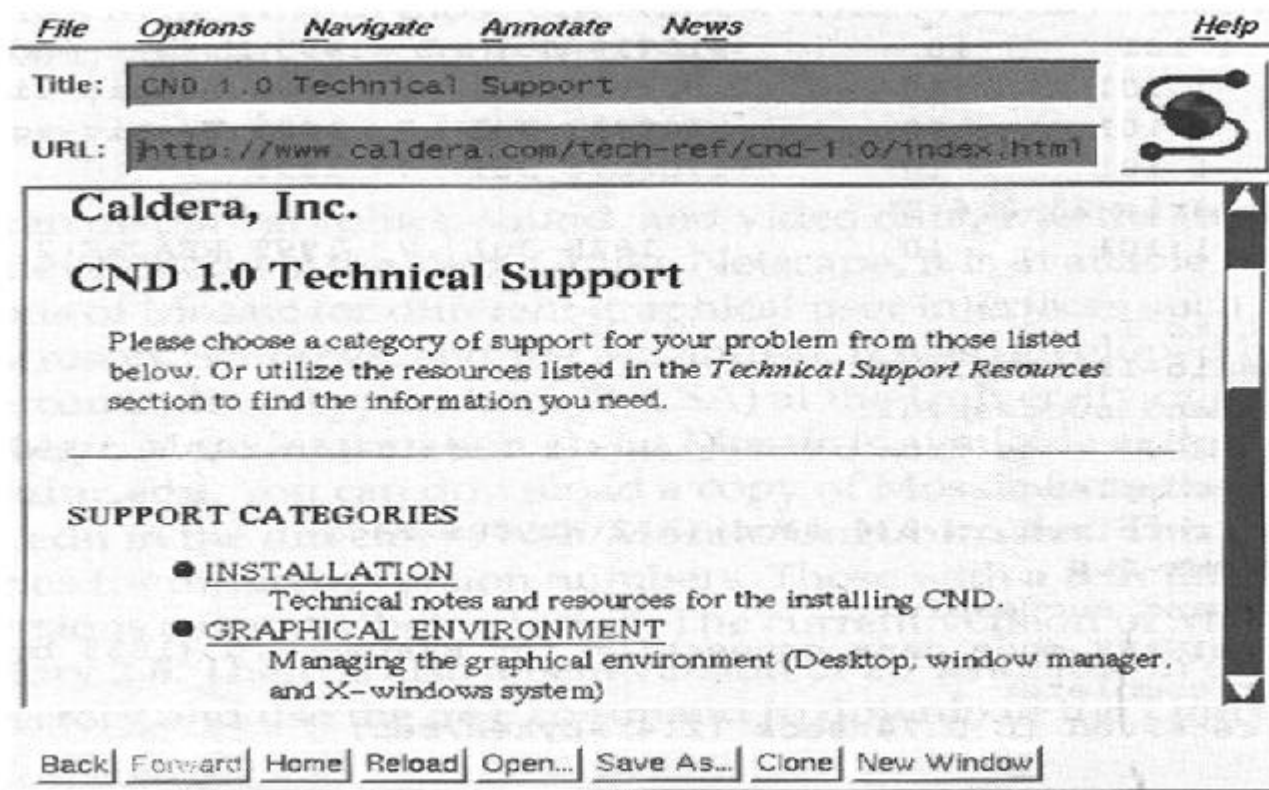 File Options Navigate Annotate News Help
Title: CND 1.0 Technical Support
URL: http://www.caldera.com/tech-ref/cnd-1.0/index.html
Caldera, Inc.
CND 1.0 Technical Support
Please choose a category of support for your problem from those listed
below. Or utilize the resources listed in the Technical Support Resources
section to find the information you need.
SUPPORT CATEGORIES
● INSTALLATION
Technical notes and resources for the installing CND.
● GRAPHICAL ENVIRONMENT
Managing the graphical environment (Desktop, window manager,
and X-windows system)
Back Forward Home Reload Open... Save As... Clone New Window